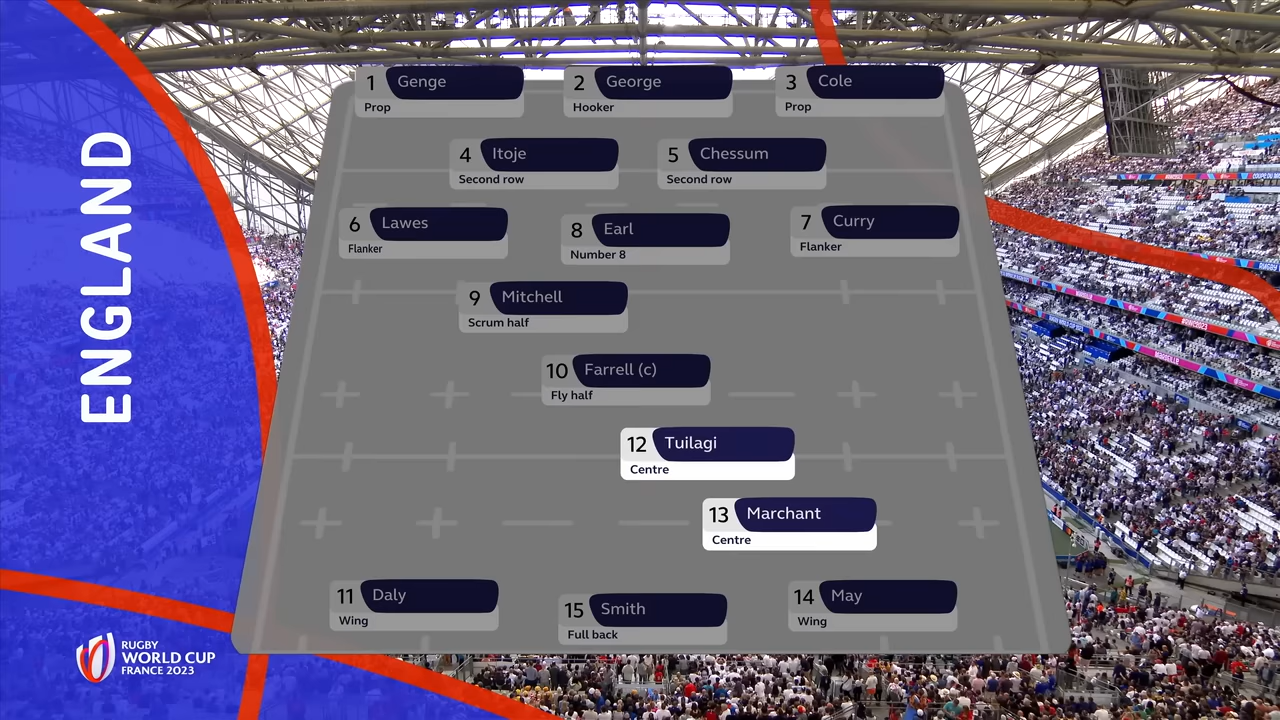 ENGLAND
1 Genge
Prop
2 George
Hooker
3 Cole
Prop
4 Itoje
Second row
5 Chessum
Second row
6 Lawes
Flanker
8 Earl
Number 8
7 Curry
Flanker
9 Mitchell
Scrum half
10 Farrell (c)
Fly half
12 Tuilagi
Centre
13 Marchant
Centre
11 Daly
Wing
15 Smith
Full back
14 May
Wing
RUGBY
WORLD CUP
FRANCE 2023